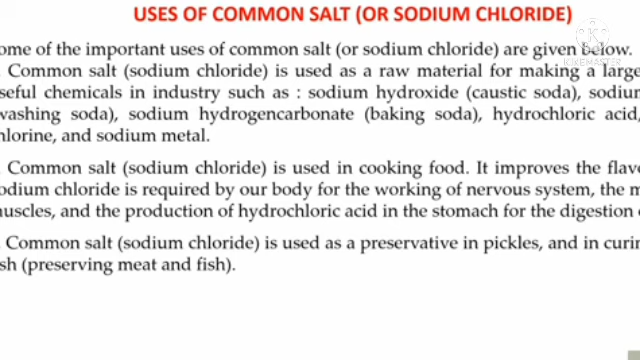 USES OF COMMON SALT (OR SODIUM CHLORIDE)
ome of the important uses of common salt (or sodium chloride) are given below.
. Common salt (sodium chloride) is used as a raw material for making a large
seful chemicals in industry such as : sodium hydroxide (caustic soda), sodium
washing soda), sodium hydrogencarbonate (baking soda), hydrochloric acid,
hlorine, and sodium metal.
. Common salt (sodium chloride) is used in cooking food. It improves the flavo
odium chloride is required by our body for the working of nervous system, the m
nuscles, and the production of hydrochloric acid in the stomach for the digestion
. Common salt (sodium chloride) is used as a preservative in pickles, and in curin
sh (preserving meat and fish).
KINEMASTER